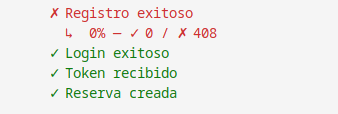 ✗ Registro exitoso
↳ 0% — ✓ 0 / ✗ 408
✓ Login exitoso
✓ Token recibido
✓ Reserva creada